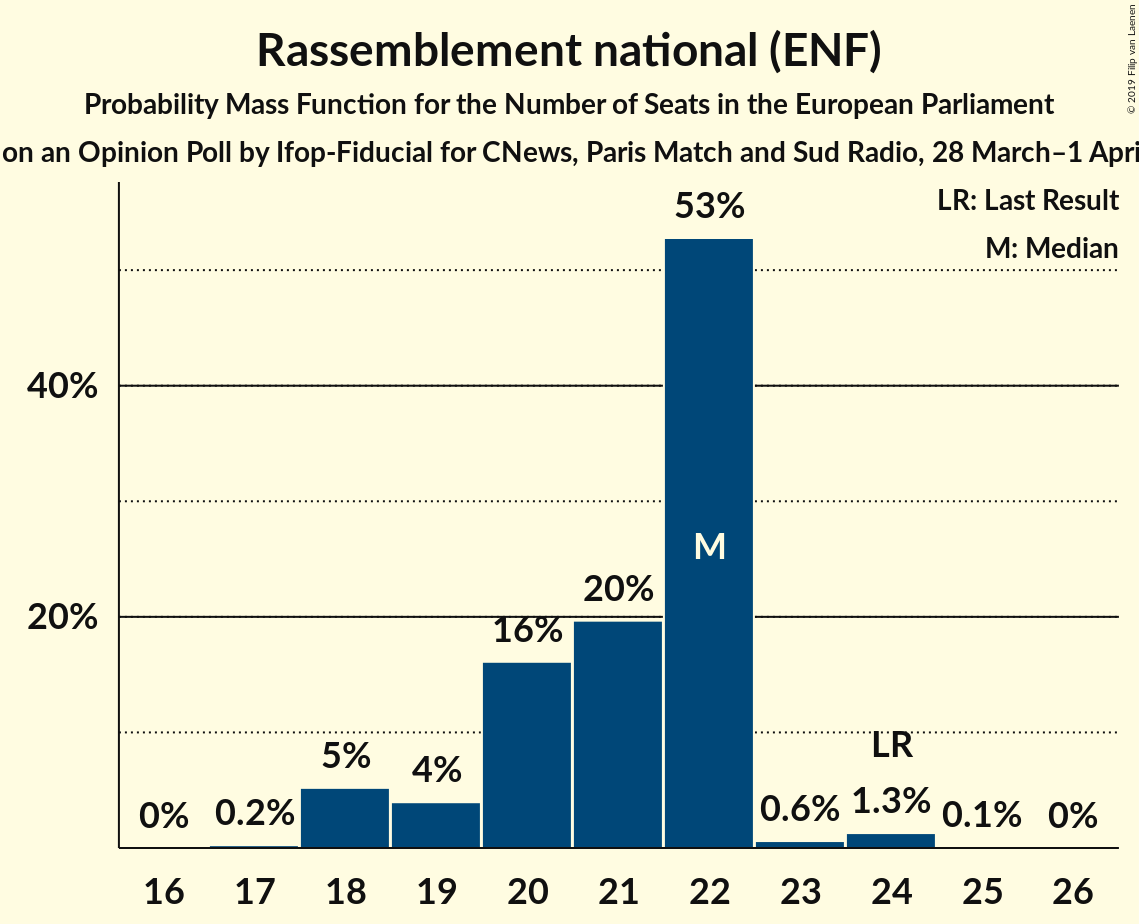 Rassemblement national (ENF)
Probability Mass Function for the Number of Seats in the European Parliament
on an Opinion Poll by Ifop-Fiducial for CNews, Paris Match and Sud Radio, 28 March–1 Apri
© 2019 Filip van Laenen
LR: Last Result
M: Median
53%
40%
M
20%
20%
16%
LR
5%
4%
0%
0.2%
0.6%
1.3%
0.1%
0%
16 17 18 19 20 21 22 23 24 25 26